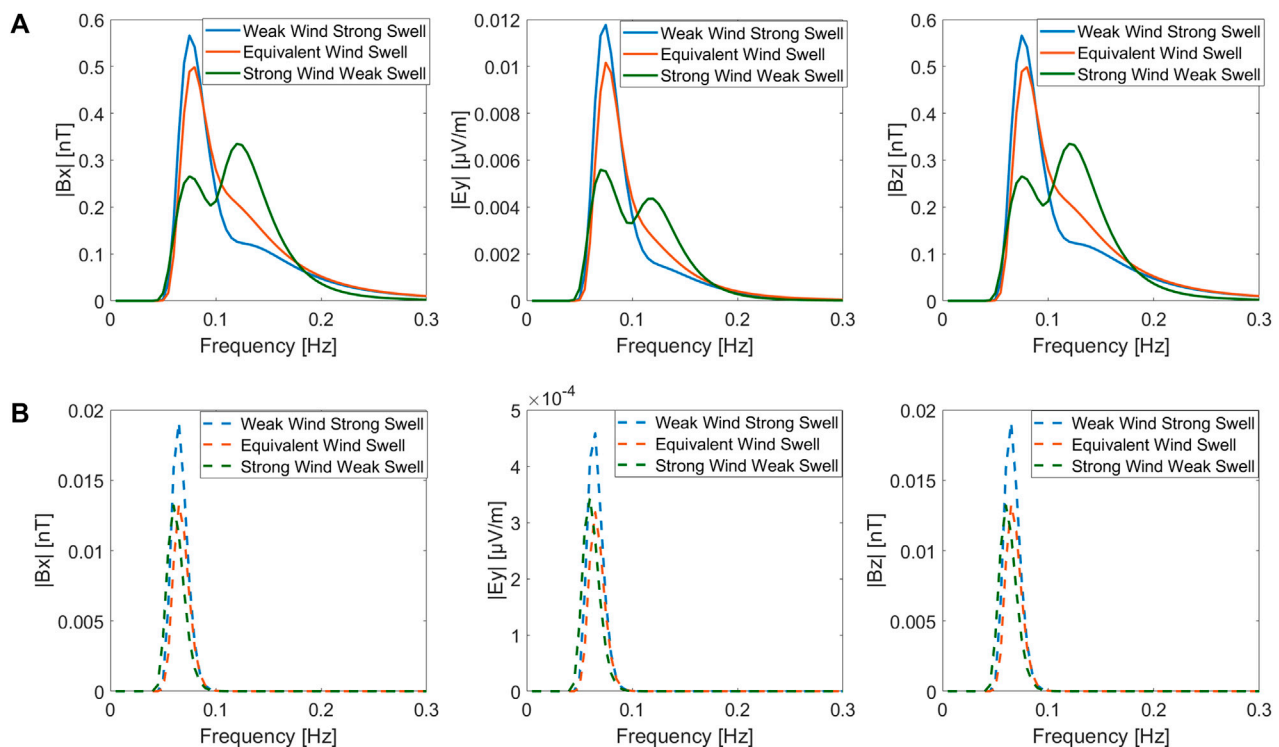 A
|Bx| [nT]
0.6
0.5
0.4
0.3
0.2
0.1
0
0 0.1 0.2 0.3
Frequency [Hz]
Weak Wind Strong Swell
Equivalent Wind Swell
Strong Wind Weak Swell
|Ey| [μV/m]
0.012
0.01
0.008
0.006
0.004
0.002
0
0 0.1 0.2 0.3
Frequency [Hz]
Weak Wind Strong Swell
Equivalent Wind Swell
Strong Wind Weak Swell
|Bz| [nT]
0.6
0.5
0.4
0.3
0.2
0.1
0
0 0.1 0.2 0.3
Frequency [Hz]
Weak Wind Strong Swell
Equivalent Wind Swell
Strong Wind Weak Swell
B
|Bx| [nT]
0.02
0.015
0.01
0.005
0
0 0.1 0.2 0.3
Frequency [Hz]
Weak Wind Strong Swell
Equivalent Wind Swell
Strong Wind Weak Swell
×10⁻⁴
|Ey| [μV/m]
5
4
3
2
1
0
0 0.1 0.2 0.3
Frequency [Hz]
Weak Wind Strong Swell
Equivalent Wind Swell
Strong Wind Weak Swell
|Bz| [nT]
0.02
0.015
0.01
0.005
0
0 0.1 0.2 0.3
Frequency [Hz]
Weak Wind Strong Swell
Equivalent Wind Swell
Strong Wind Weak Swell